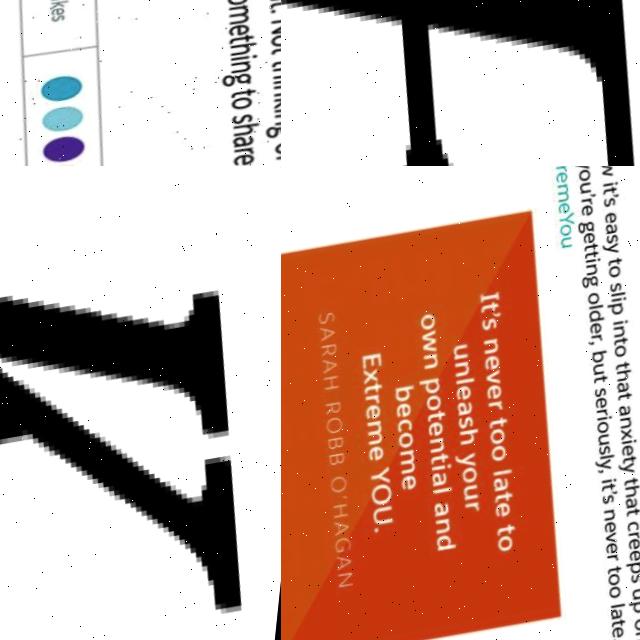 kes
omething to share
remeYou
w it's easy to slip into that anxiety that creeps up
you're getting older, but seriously, it's never too late
It's never too late to
unleash your
own potential and
become
Extreme YOU.
SARAH ROBB O'HAGAN